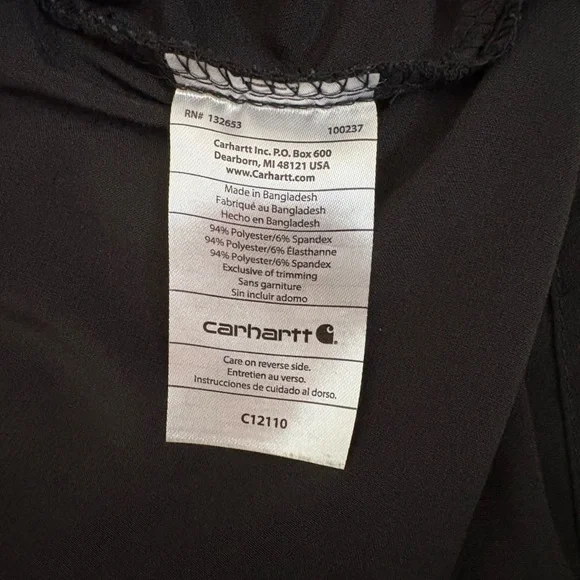 RN# 132653 100237
Carhartt Inc. P.O. Box 600
Dearborn, MI 48121 USA
www.Carhartt.com
Made in Bangladesh
Fabriqué au Bangladesh
Hecho en Bangladesh
94% Polyester/6% Spandex
94% Polyester/6% Élasthanne
94% Polyester/6% Spandex
Exclusive of trimming
Sans garniture
Sin incluir adorno
carhartt
Care on reverse side.
Entretien au verso.
Instrucciones de cuidado al dorso.
C12110